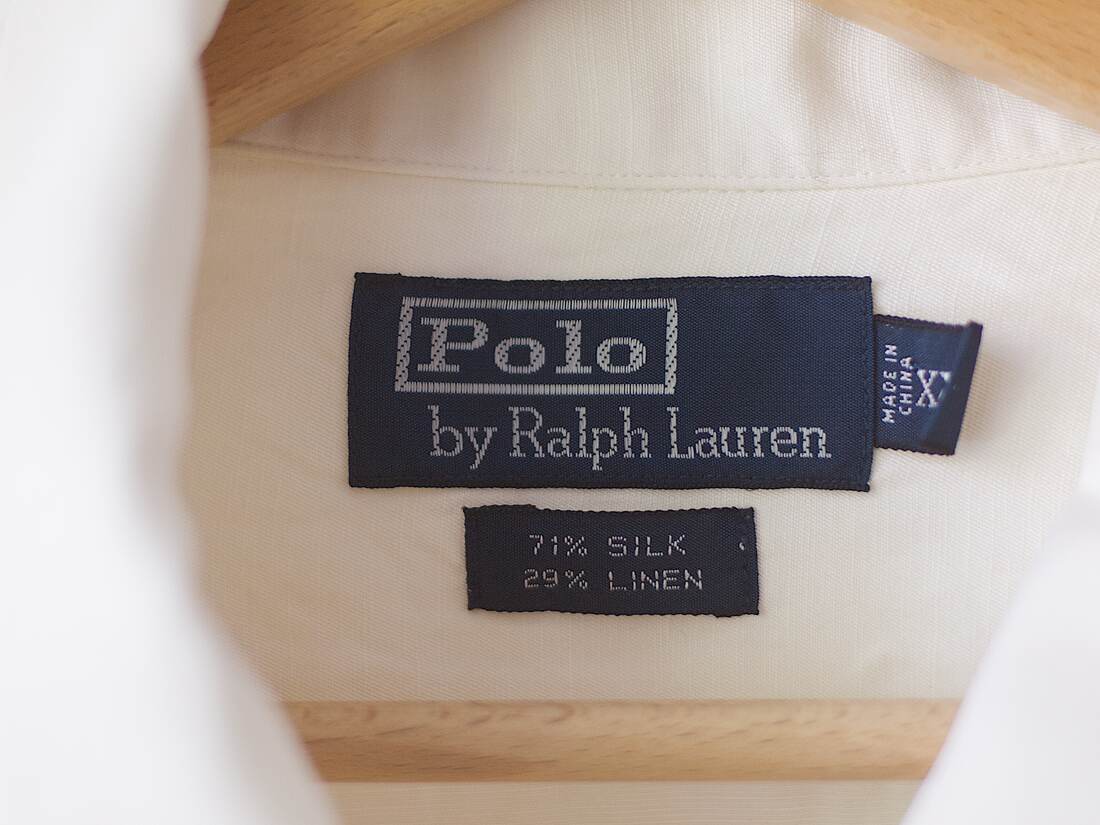 Polo
by Ralph Lauren
MADE IN
CHINA
71% SILK
29% LINEN